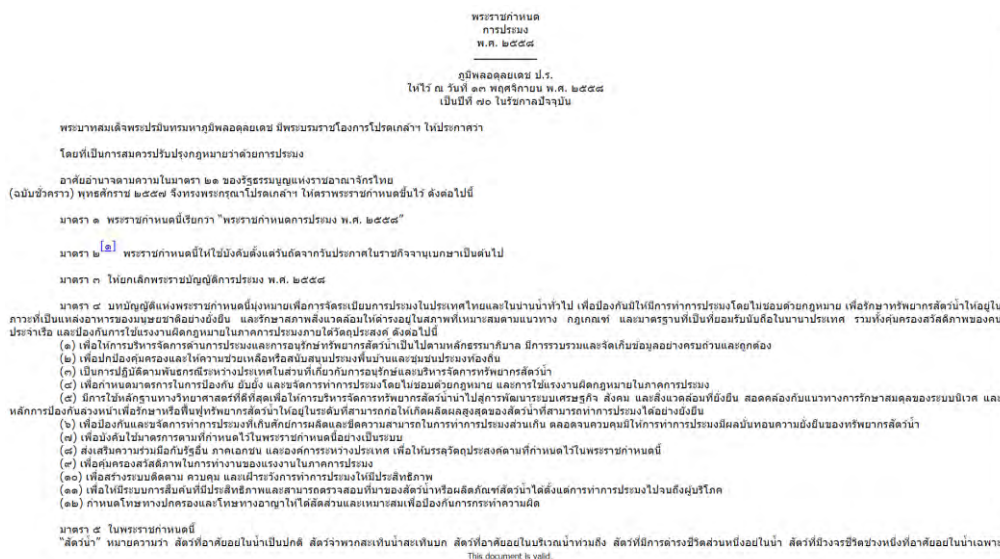 พระราชกำหนด
การประมง
พ.ศ. ๒๕๕๘
ภูมิพลอดุลยเดช ป.ร.
ให้ไว้ ณ วันที่ ๑๓ พฤศจิกายน พ.ศ. ๒๕๕๘
เป็นปีที่ ๗๐ ในรัชกาลปัจจุบัน
พระบาทสมเด็จพระปรมินทรมหาภูมิพลอดุลยเดช มีพระบรมราชโองการโปรดเกล้าฯ ให้ประกาศว่า
โดยที่เป็นการสมควรปรับปรุงกฎหมายว่าด้วยการประมง
อาศัยอำนาจตามความในมาตรา ๒๑ ของรัฐธรรมนูญแห่งราชอาณาจักรไทย
(ฉบับชั่วคราว) พุทธศักราช ๒๕๕๗ จึงทรงพระกรุณาโปรดเกล้าฯ ให้ตราพระราชกำหนดขึ้นไว้ ดังต่อไปนี้
มาตรา ๑ พระราชกำหนดนี้เรียกว่า “พระราชกำหนดการประมง พ.ศ. ๒๕๕๘”
มาตรา ๒[๑] พระราชกำหนดนี้ให้ใช้บังคับตั้งแต่วันถัดจากวันประกาศในราชกิจจานุเบกษาเป็นต้นไป
มาตรา ๓ ให้ยกเลิกพระราชบัญญัติการประมง พ.ศ. ๒๕๕๘
มาตรา ๔ บทบัญญัติแห่งพระราชกำหนดนี้มุ่งหมายเพื่อการจัดระเบียบการประมงในประเทศไทยและในน่านน้ำทั่วไป เพื่อป้องกันมิให้มีการทำการประมงโดยไม่ชอบด้วยกฎหมาย เพื่อรักษาทรัพยากรสัตว์น้ำให้อยู่ใน
ภาวะที่เป็นแหล่งอาหารของมนุษยชาติอย่างยั่งยืน และรักษาสภาพสิ่งแวดล้อมให้ดำรงอยู่ในสภาพที่เหมาะสมตามแนวทาง กฎเกณฑ์ และมาตรฐานที่เป็นที่ยอมรับนับถือในนานาประเทศ รวมทั้งคุ้มครองสวัสดิภาพของคน
ประจำเรือ และป้องกันการใช้แรงงานผิดกฎหมายในภาคการประมงภายใต้วัตถุประสงค์ ดังต่อไปนี้
(๑) เพื่อให้การบริหารจัดการด้านการประมงและการอนุรักษ์ทรัพยากรสัตว์น้ำเป็นไปตามหลักธรรมาภิบาล มีการรวบรวมและจัดเก็บข้อมูลอย่างครบถ้วนและถูกต้อง
(๒) เพื่อปกป้องคุ้มครองและให้ความช่วยเหลือหรือสนับสนุนประมงพื้นบ้านและชุมชนประมงท้องถิ่น
(๓) เป็นการปฏิบัติตามพันธกรณีระหว่างประเทศในส่วนที่เกี่ยวกับการอนุรักษ์และบริหารจัดการทรัพยากรสัตว์น้ำ
(๔) เพื่อกำหนดมาตรการในการป้องกัน ยับยั้ง และขจัดการทำการประมงโดยไม่ชอบด้วยกฎหมาย และการใช้แรงงานผิดกฎหมายในภาคการประมง
(๕) มีการใช้หลักฐานทางวิทยาศาสตร์ที่ดีที่สุดเพื่อให้การบริหารจัดการทรัพยากรสัตว์น้ำนำไปสู่การพัฒนาระบบเศรษฐกิจ สังคม และสิ่งแวดล้อมที่ยั่งยืน สอดคล้องกับแนวทางการรักษาสมดุลของระบบนิเวศ และ
หลักการป้องกันล่วงหน้าเพื่อรักษาหรือฟื้นฟูทรัพยากรสัตว์น้ำให้อยู่ในระดับที่สามารถก่อให้เกิดผลผลิตสูงสุดของสัตว์น้ำที่สามารถทำการประมงได้อย่างยั่งยืน
(๖) เพื่อป้องกันและขจัดการทำการประมงที่เกินศักย์การผลิตและขีดความสามารถในการทำการประมงส่วนเกิน ตลอดจนควบคุมมิให้การทำการประมงมีผลบั่นทอนความยั่งยืนของทรัพยากรสัตว์น้ำ
(๗) เพื่อบังคับใช้มาตรการตามที่กำหนดไว้ในพระราชกำหนดนี้อย่างเป็นระบบ
(๘) ส่งเสริมความร่วมมือกับรัฐอื่น ภาคเอกชน และองค์การระหว่างประเทศ เพื่อให้บรรลุวัตถุประสงค์ตามที่กำหนดไว้ในพระราชกำหนดนี้
(๙) เพื่อคุ้มครองสวัสดิภาพในการทำงานของแรงงานในภาคการประมง
(๑๐) เพื่อสร้างระบบติดตาม ควบคุม และเฝ้าระวังการทำการประมงให้มีประสิทธิภาพ
(๑๑) เพื่อให้มีระบบการสืบค้นที่มีประสิทธิภาพและสามารถตรวจสอบที่มาของสัตว์น้ำหรือผลิตภัณฑ์สัตว์น้ำได้ตั้งแต่การทำการประมงไปจนถึงผู้บริโภค
(๑๒) กำหนดโทษทางปกครองและโทษทางอาญาให้ได้สัดส่วนและเหมาะสมเพื่อป้องกันการกระทำความผิด
มาตรา ๕ ในพระราชกำหนดนี้
“สัตว์น้ำ” หมายความว่า สัตว์ที่อาศัยอยู่ในน้ำเป็นปกติ สัตว์จำพวกสะเทินน้ำสะเทินบก สัตว์ที่อาศัยอยู่ในบริเวณน้ำท่วมถึง สัตว์ที่มีการดำรงชีวิตส่วนหนึ่งอยู่ในน้ำ สัตว์ที่มีวงจรชีวิตช่วงหนึ่งที่อาศัยอยู่ในน้ำเฉพาะ
This document is valid.